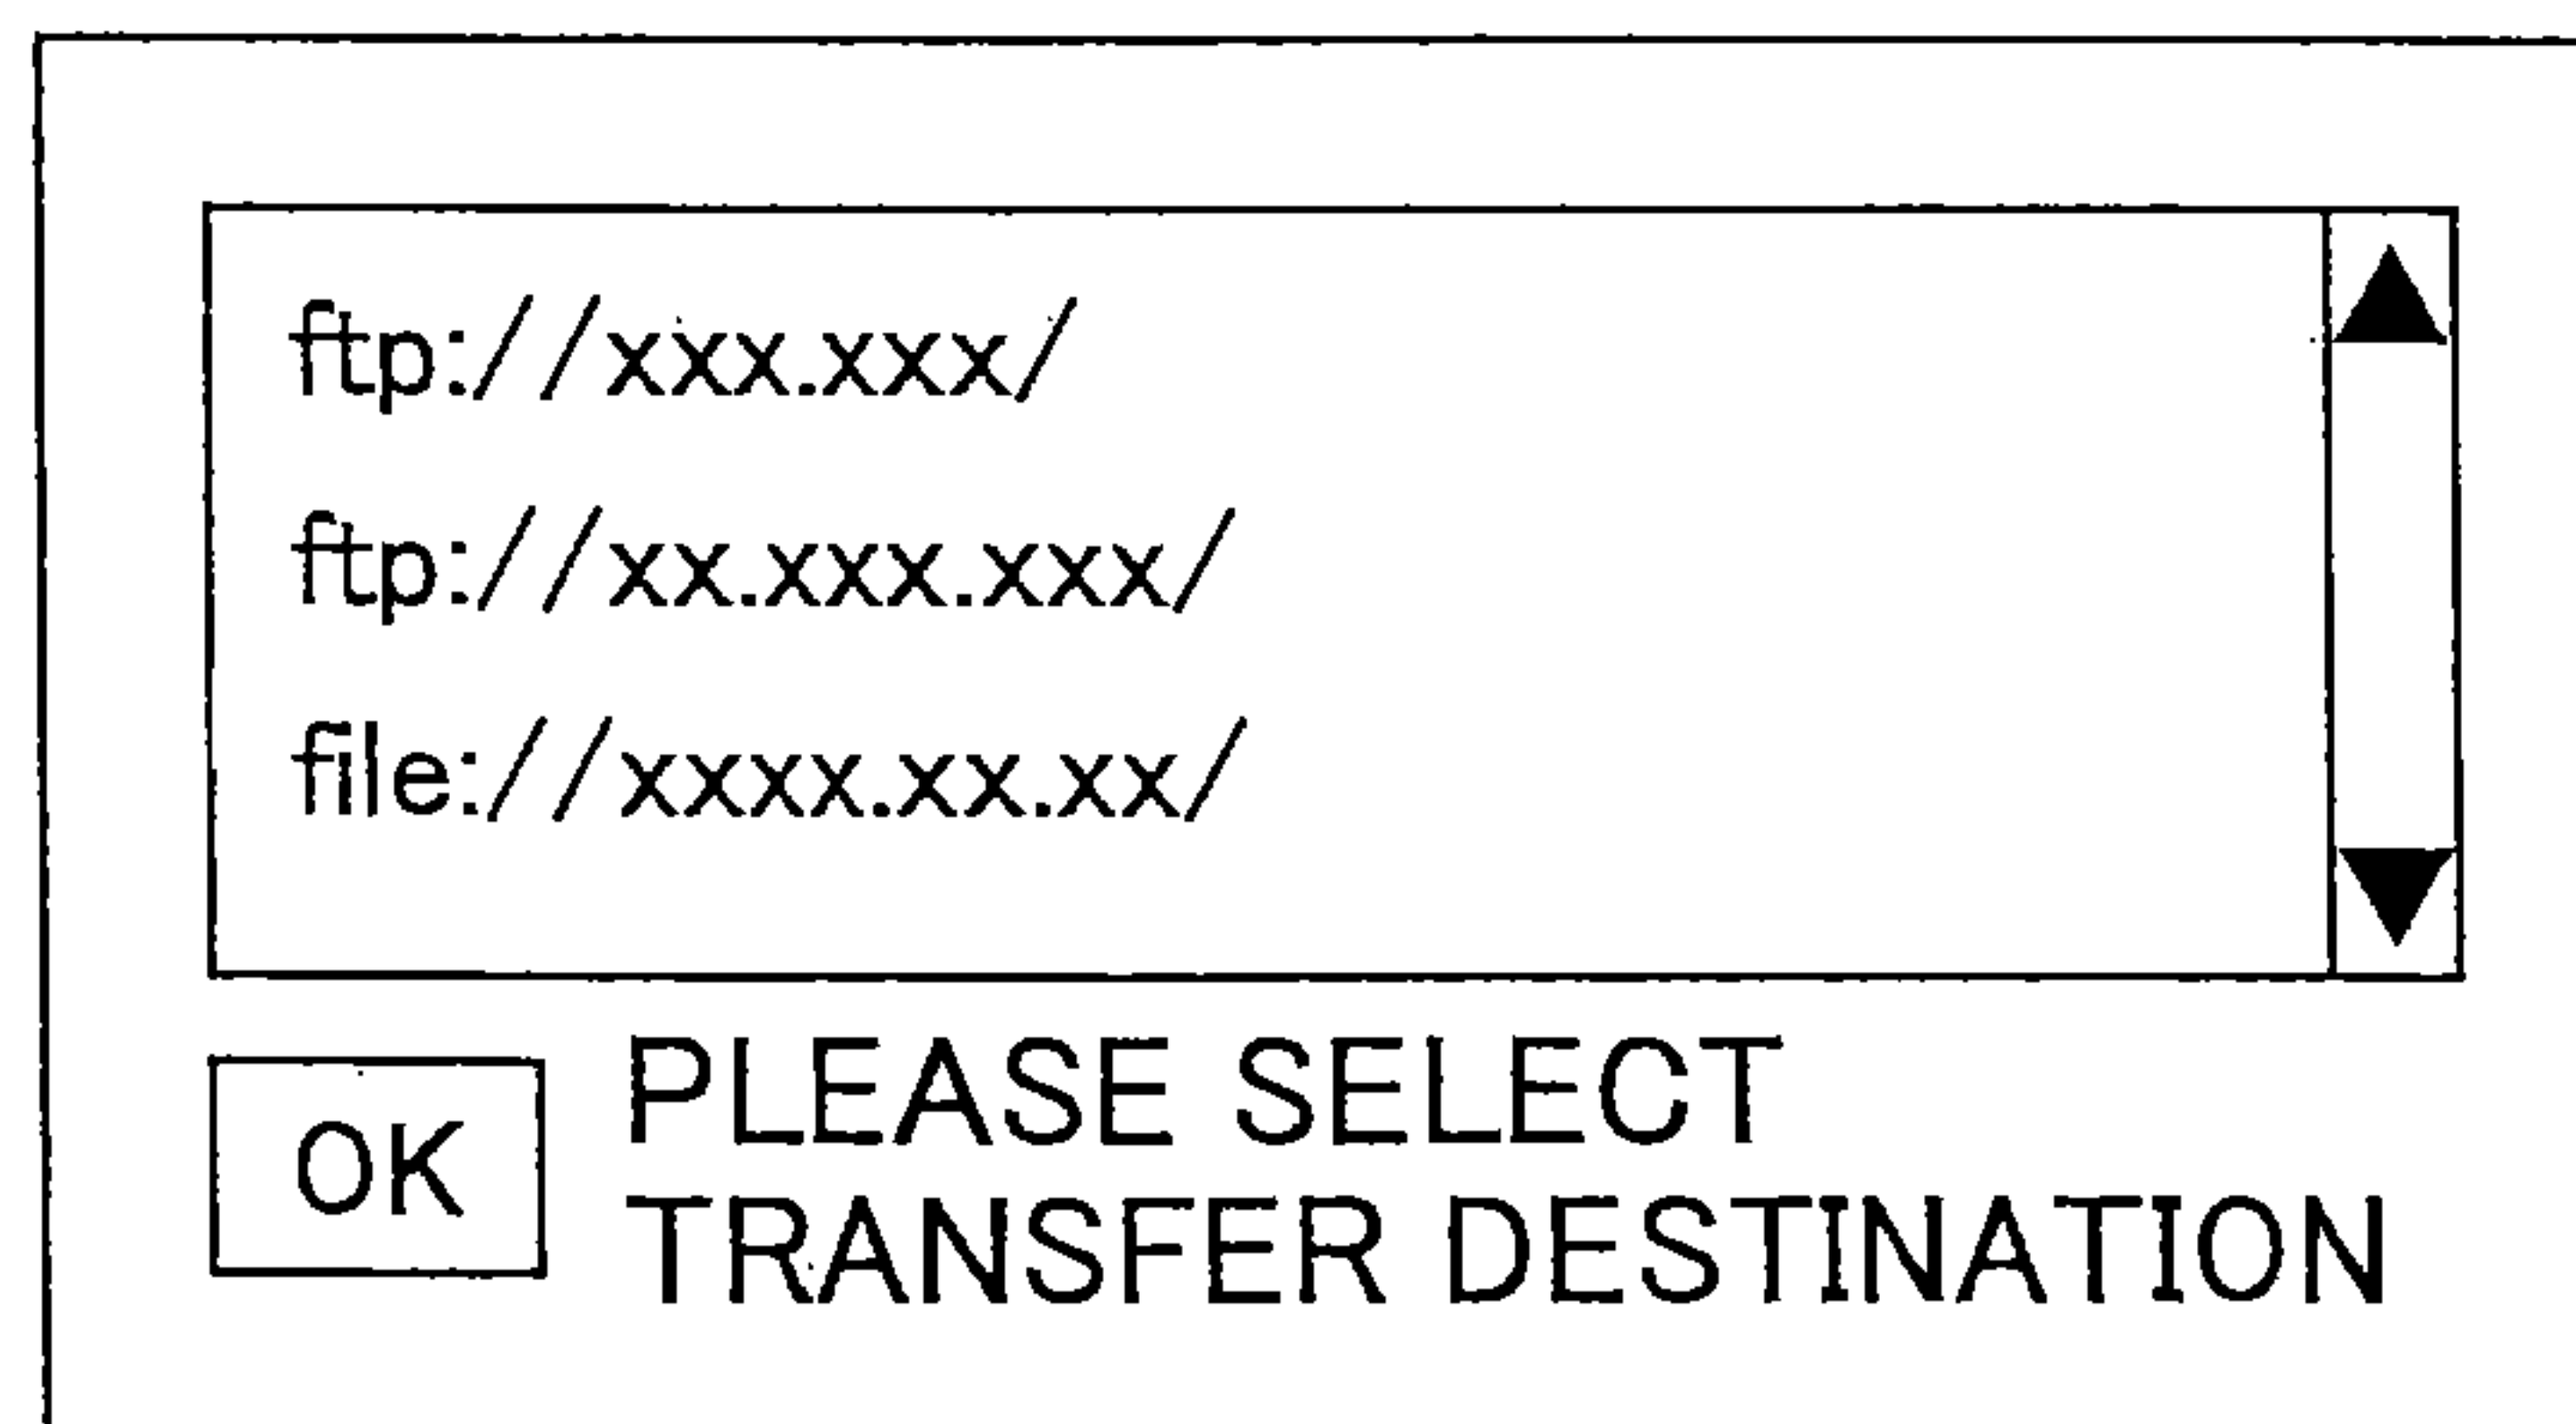 ftp://xxx.xxx/
ftp://xx.xxx.xxx/
file://xxxx.xx.xx/
OK
PLEASE SELECT
TRANSFER DESTINATION